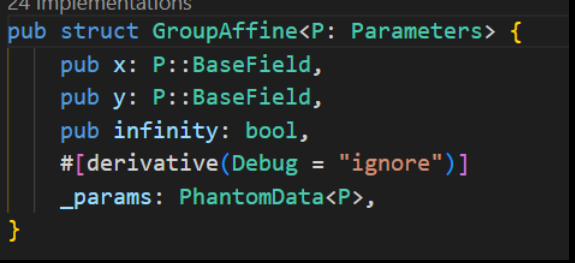 24 implementations
pub struct GroupAffine<P: Parameters> {
    pub x: P::BaseField,
    pub y: P::BaseField,
    pub infinity: bool,
    #[derivative(Debug = "ignore")]
    _params: PhantomData<P>,
}